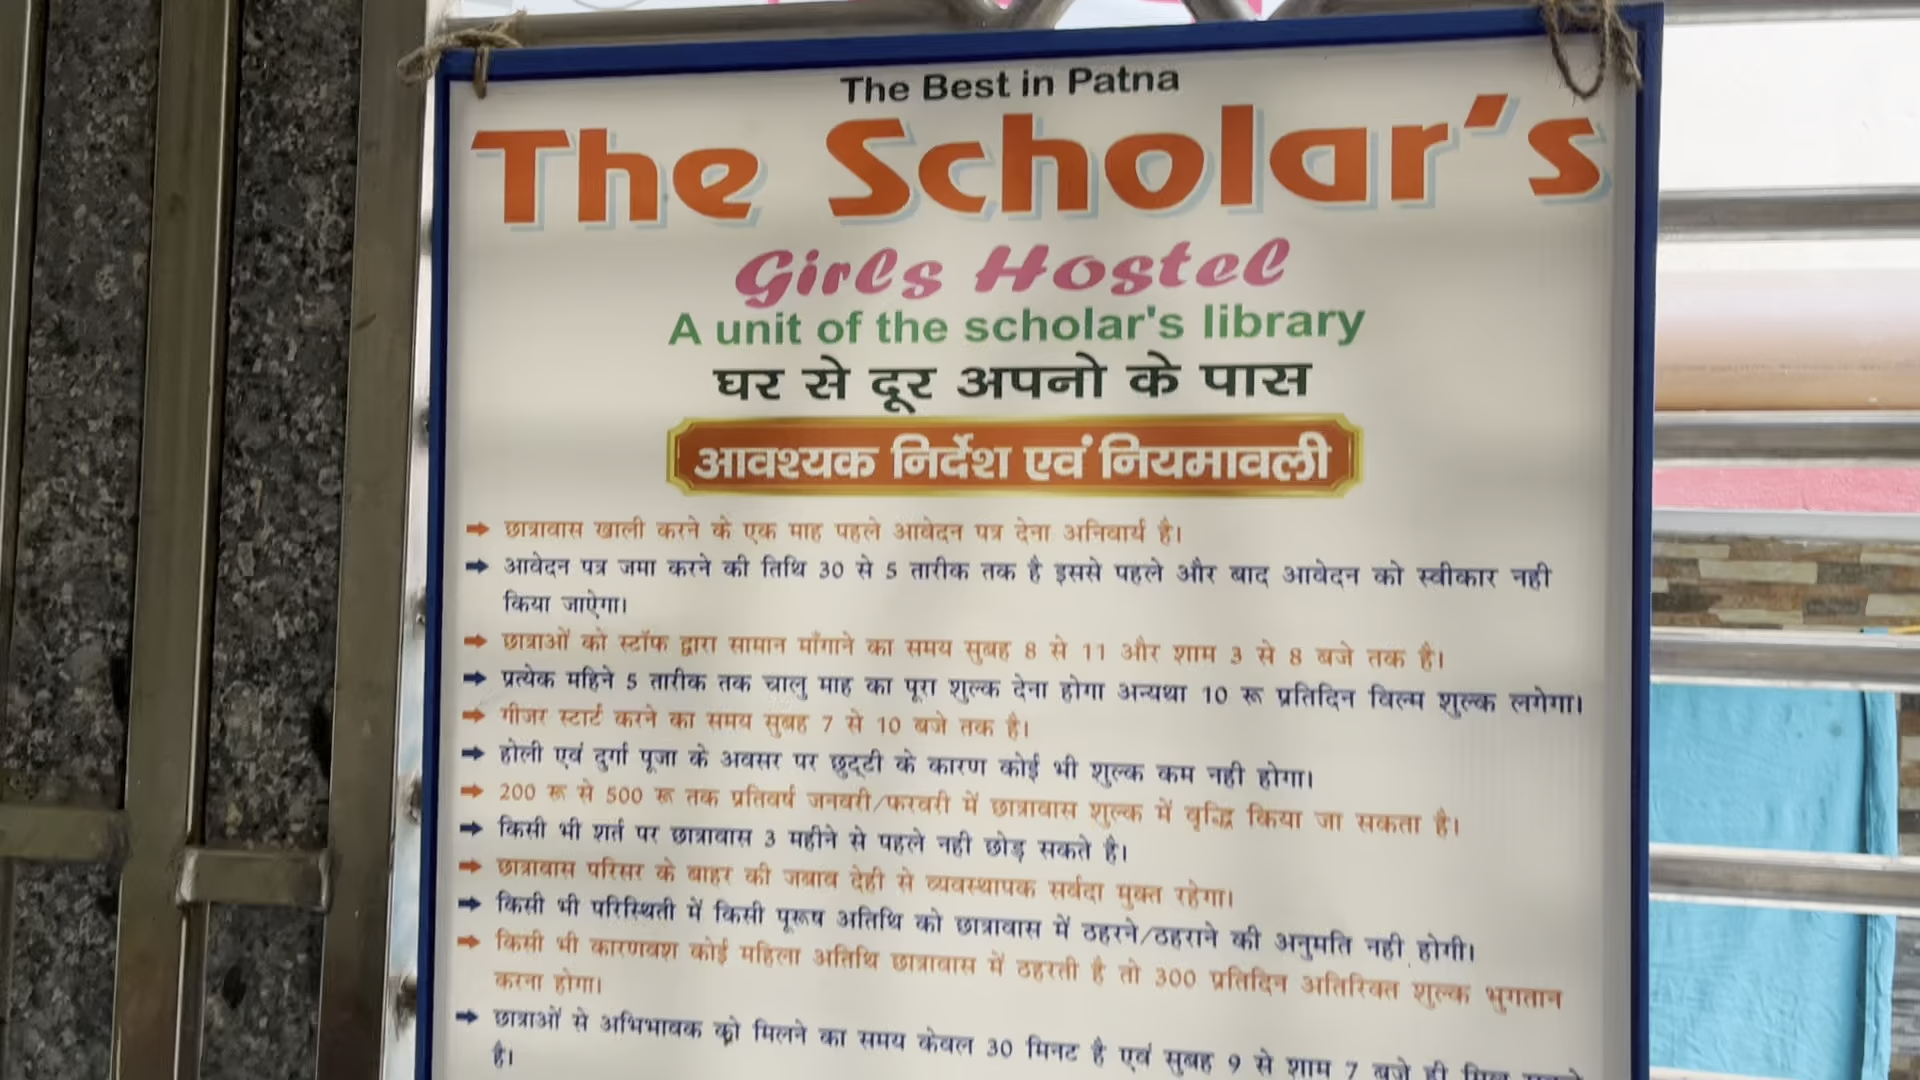 The Best in Patna
The Scholar's
Girls Hostel
A unit of the scholar's library
घर से दूर अपनो के पास
आवश्यक निर्देश एवं नियमावली
छात्रावास खाली करने के एक माह पहले आवेदन पत्र देना अनिवार्य है।
आवेदन पत्र जमा करने की तिथि 30 से 5 तारीक तक है इससे पहले और बाद आवेदन को स्वीकार नही
किया जाऐगा।
छात्राओं को स्टॉफ द्वारा सामान माँगाने का समय सुबह 8 से 11 और शाम 3 से 8 बजे तक है।
प्रत्येक महिने 5 तारीक तक चालु माह का पूरा शुल्क देना होगा अन्यथा 10 रू प्रतिदिन विल्म शुल्क लगेगा।
गीजर स्टार्ट करने का समय सुबह 7 से 10 बजे तक है।
होली एवं दुर्गा पूजा के अवसर पर छुट्टी के कारण कोई भी शुल्क कम नही होगा।
200 रू से 500 रू तक प्रतिवर्ष जनवरी/फरवरी में छात्रावास शुल्क में वृद्धि किया जा सकता है।
किसी भी शर्त पर छात्रावास 3 महीने से पहले नही छोड़ सकते है।
छात्रावास परिसर के बाहर की जबाव देही से व्यवस्थापक सर्वदा मुक्त रहेगा।
किसी भी परिस्थिती में किसी पूरूष अतिथि को छात्रावास में ठहरने/ठहराने की अनुमति नही होगी।
किसी भी कारणवश कोई महिला अतिथि छात्रावास में ठहरती है तो 300 प्रतिदिन अतिरिक्त शुल्क भुगतान
करना होगा।
छात्राओं से अभिभावक को मिलने का समय केवल 30 मिनट है एवं सुबह 9 से शाम 7 बजे ही
है।